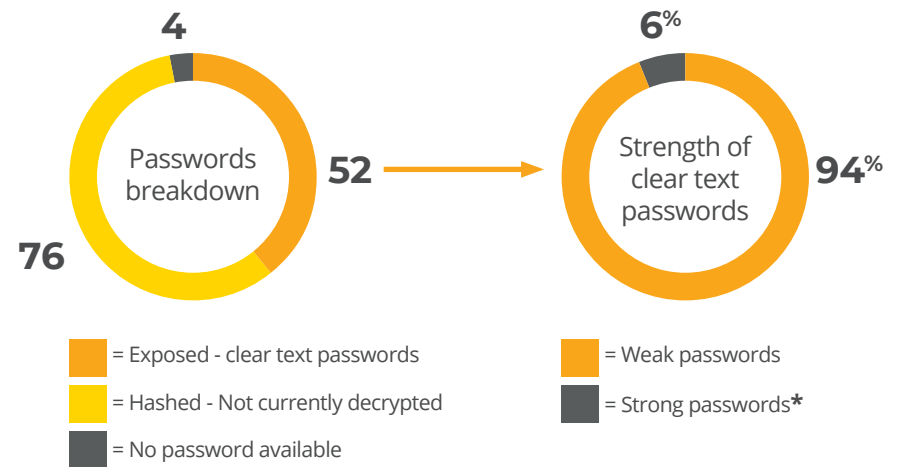 4
Passwords
breakdown
52
76
= Exposed - clear text passwords
= Hashed - Not currently decrypted
= No password available
6%
Strength of
clear text
passwords
94%
= Weak passwords
= Strong passwords*